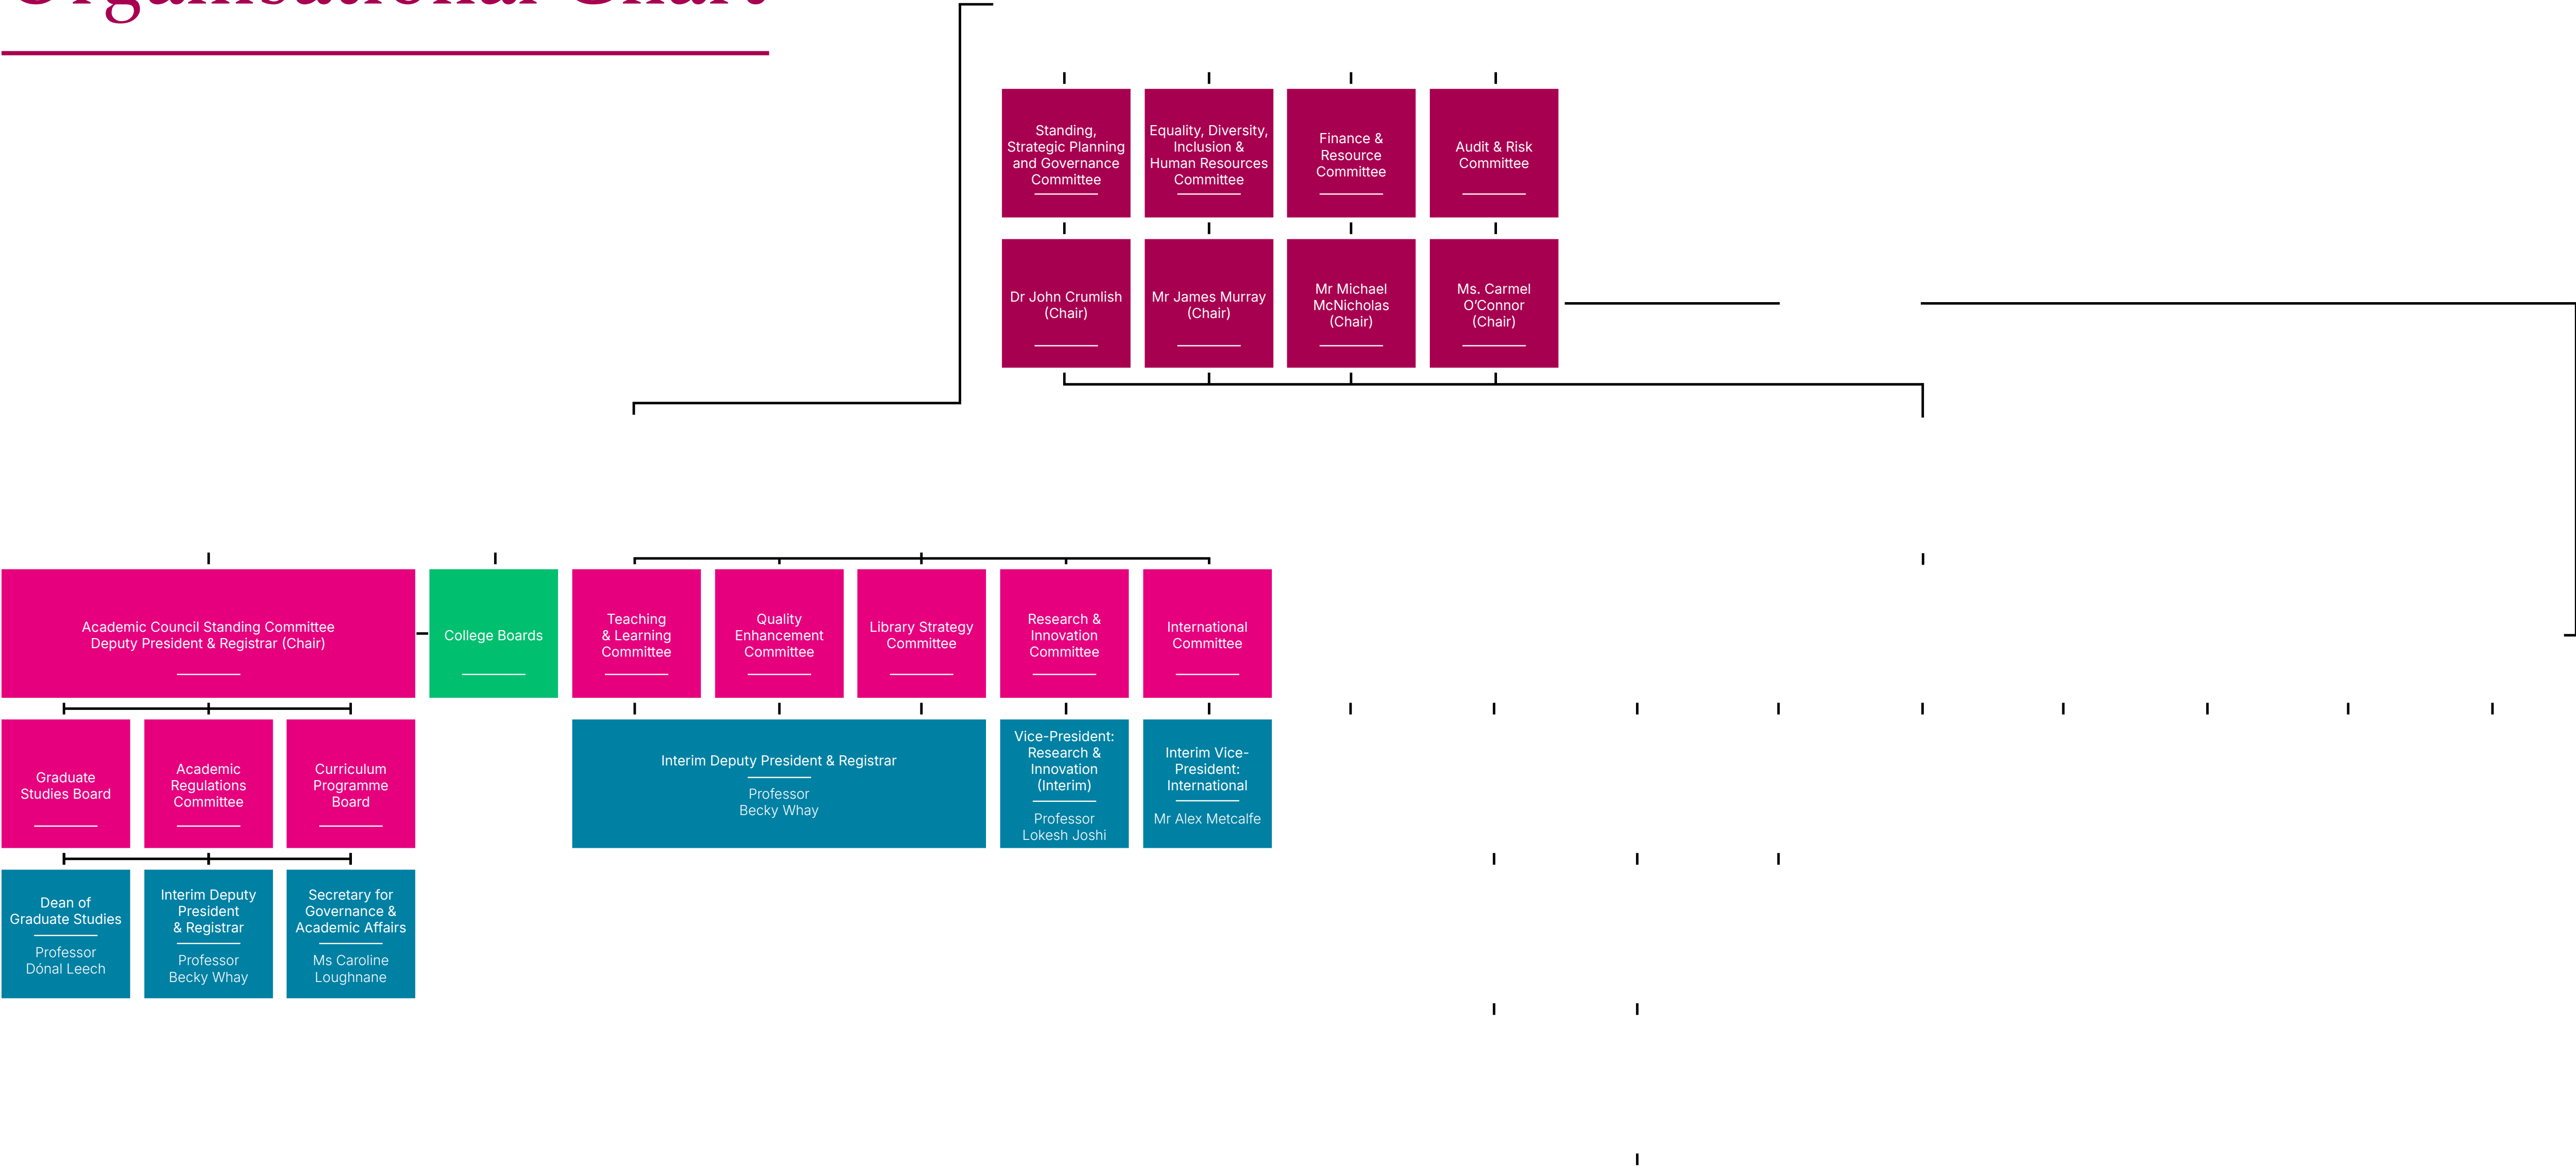 Organisational Chart
Standing,
Strategic Planning
and Governance
Committee
Equality, Diversity,
Inclusion &
Human Resources
Committee
Finance &
Resource
Committee
Audit & Risk
Committee
Dr John Crumlish
(Chair)
Mr James Murray
(Chair)
Mr Michael
McNicholas
(Chair)
Ms. Carmel
O’Connor
(Chair)
Academic Council Standing Committee
Deputy President & Registrar (Chair)
College Boards
Teaching
& Learning
Committee
Quality
Enhancement
Committee
Library Strategy
Committee
Research &
Innovation
Committee
International
Committee
Graduate
Studies Board
Academic
Regulations
Committee
Curriculum
Programme
Board
Interim Deputy President & Registrar
Professor
Becky Whay
Vice-President:
Research &
Innovation
(Interim)
Professor
Lokesh Joshi
Interim Vice-
President:
International
Mr Alex Metcalfe
Dean of
Graduate Studies
Professor
Dónal Leech
Interim Deputy
President
& Registrar
Professor
Becky Whay
Secretary for
Governance &
Academic Affairs
Ms Caroline
Loughnane